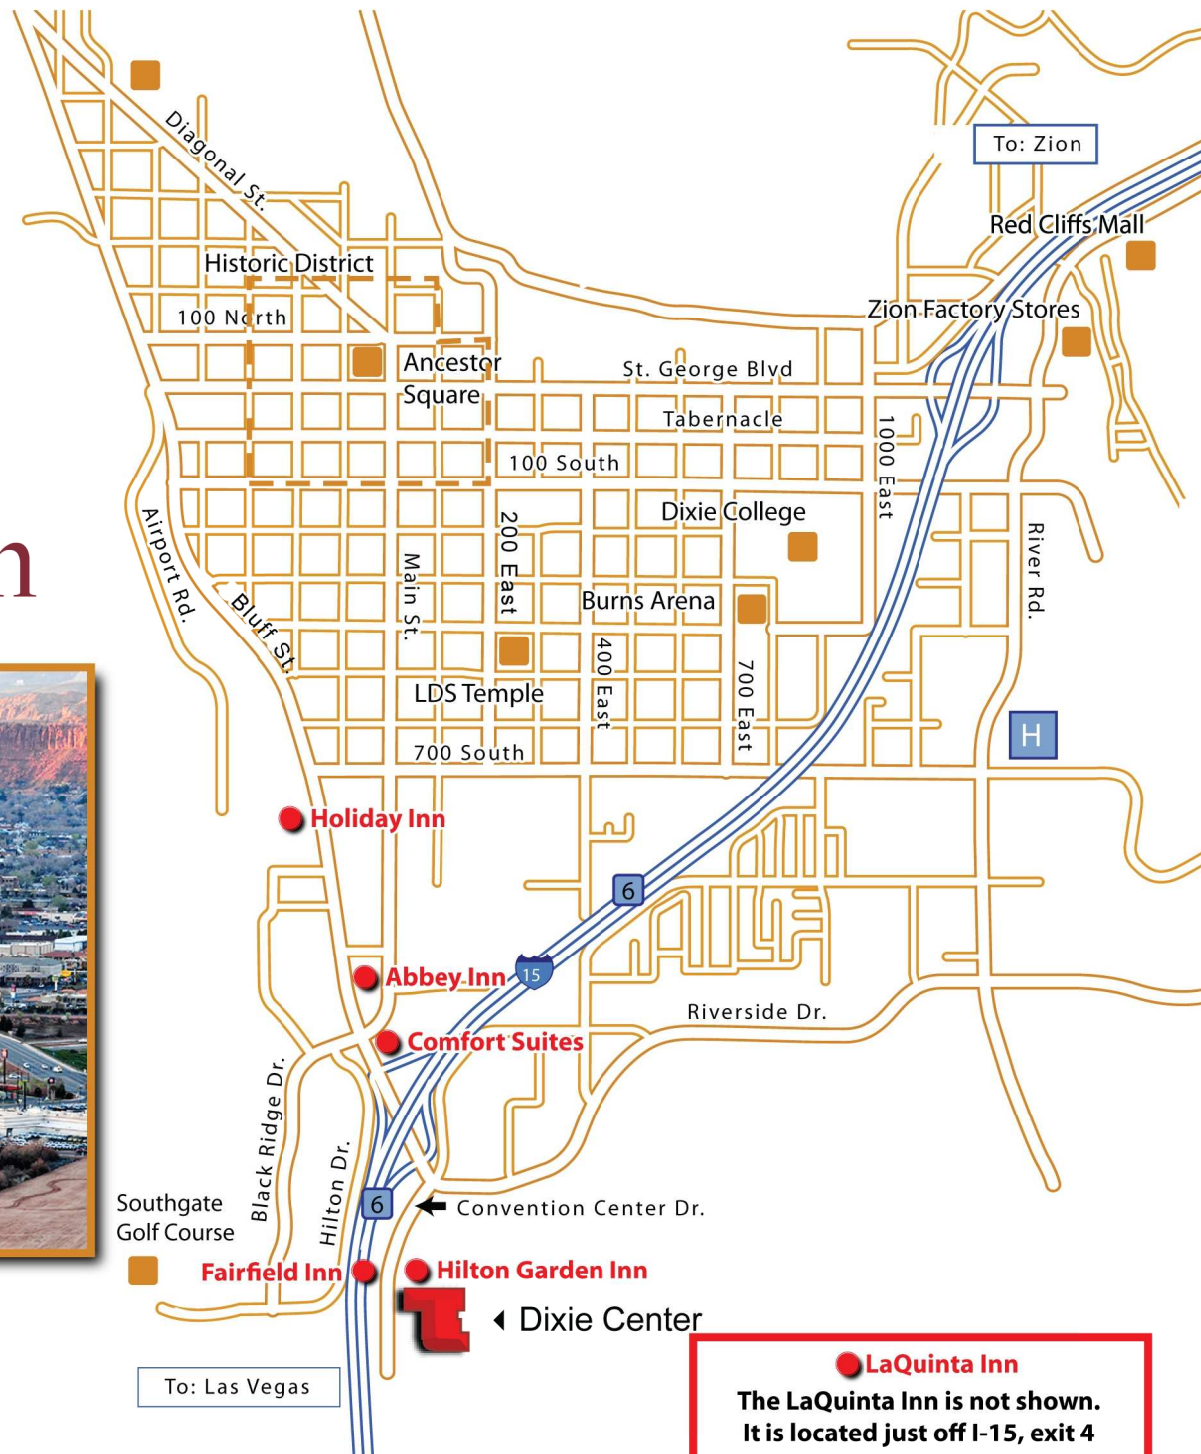 To: Zion
Diagonal St.
Red Cliffs Mall
Historic District
Zion Factory Stores
100 North
Ancestor
Square
St. George Blvd
Tabernacle
1000 East
100 South
Dixie College
Airport Rd.
200 East
River Rd.
Main St.
n
Bluff St.
Burns Arena
400 East
700 East
LDS Temple
H
700 South
Holiday Inn
6
15
Abbey Inn
Riverside Dr.
Comfort Suites
Black Ridge Dr.
Hilton Dr.
Southgate
Golf Course
6
Convention Center Dr.
Fairfield Inn
Hilton Garden Inn
Dixie Center
To: Las Vegas
LaQuinta Inn
The LaQuinta Inn is not shown.
It is located just off I-15, exit 4